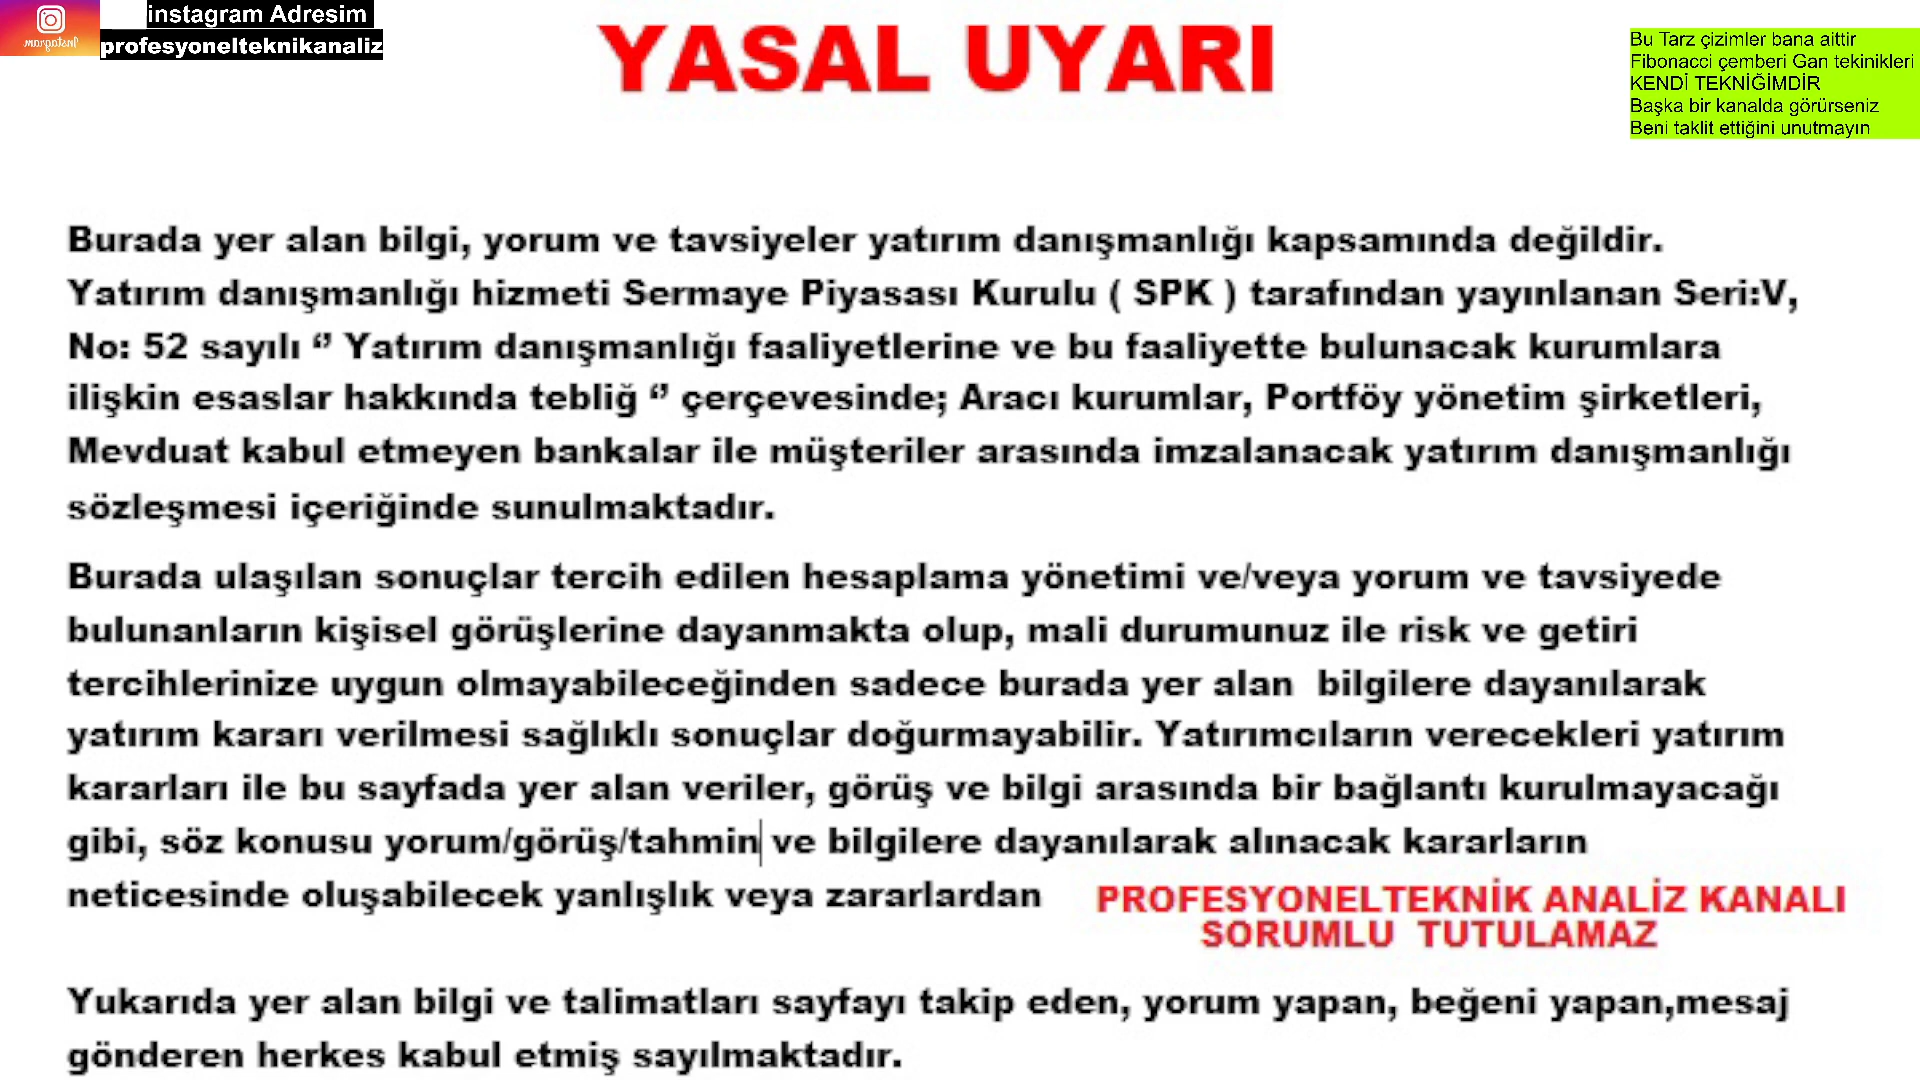 instagram Adresim
profesyonelteknikanaliz
Instagram
YASAL UYARI
Bu Tarz çizimler bana aittir
Fibonacci çemberi Gan tekinikleri
KENDİ TEKNİĞİMDİR
Başka bir kanalda görürseniz
Beni taklit ettiğini unutmayın
Burada yer alan bilgi, yorum ve tavsiyeler yatırım danışmanlığı kapsamında değildir.
Yatırım danışmanlığı hizmeti Sermaye Piyasası Kurulu ( SPK ) tarafından yayınlanan Seri:V,
No: 52 sayılı “ Yatırım danışmanlığı faaliyetlerine ve bu faaliyette bulunacak kurumlara
ilişkin esaslar hakkında tebliğ “ çerçevesinde; Aracı kurumlar, Portföy yönetim şirketleri,
Mevduat kabul etmeyen bankalar ile müşteriler arasında imzalanacak yatırım danışmanlığı
sözleşmesi içeriğinde sunulmaktadır.
Burada ulaşılan sonuçlar tercih edilen hesaplama yönetimi ve/veya yorum ve tavsiyede
bulunanların kişisel görüşlerine dayanmakta olup, mali durumunuz ile risk ve getiri
tercihlerinize uygun olmayabileceğinden sadece burada yer alan bilgilere dayanılarak
yatırım kararı verilmesi sağlıklı sonuçlar doğurmayabilir. Yatırımcıların verecekleri yatırım
kararları ile bu sayfada yer alan veriler, görüş ve bilgi arasında bir bağlantı kurulmayacağı
gibi, söz konusu yorum/görüş/tahmin ve bilgilere dayanılarak alınacak kararların
neticesinde oluşabilecek yanlışlık veya zararlardan PROFESYONELTEKNİK ANALİZ KANALI
SORUMLU TUTULAMAZ
Yukarıda yer alan bilgi ve talimatları sayfayı takip eden, yorum yapan, beğeni yapan,mesaj
gönderen herkes kabul etmiş sayılmaktadır.